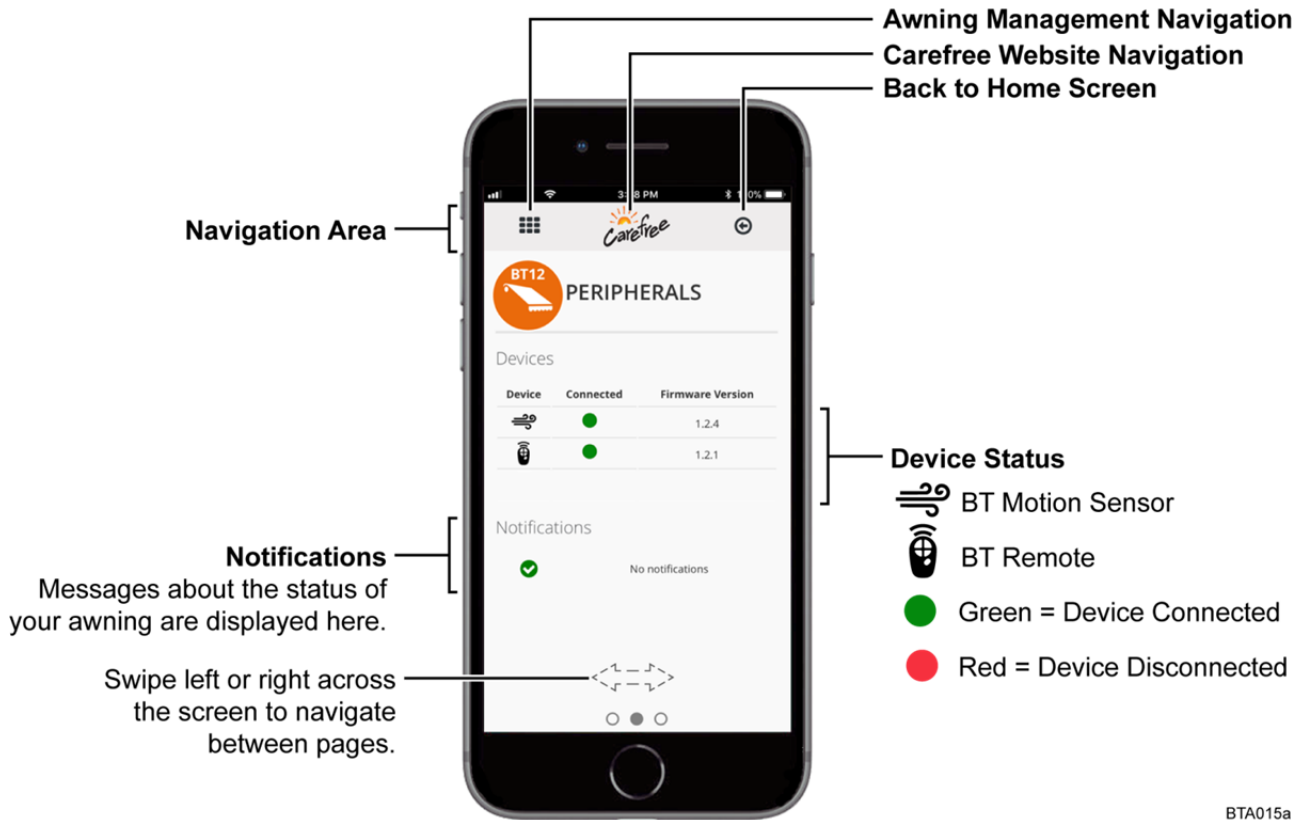 Awning Management Navigation
Carefree Website Navigation
Back to Home Screen
Navigation Area
PM
Carefree
BT12
PERIPHERALS
Devices
Device Connected Firmware Version
1.2.4
1.2.1
Device Status
BT Motion Sensor
BT Remote
Green = Device Connected
Red = Device Disconnected
Notifications
No notifications
Notifications
Messages about the status of
your awning are displayed here.
Swipe left or right across
the screen to navigate
between pages.
BTA015a